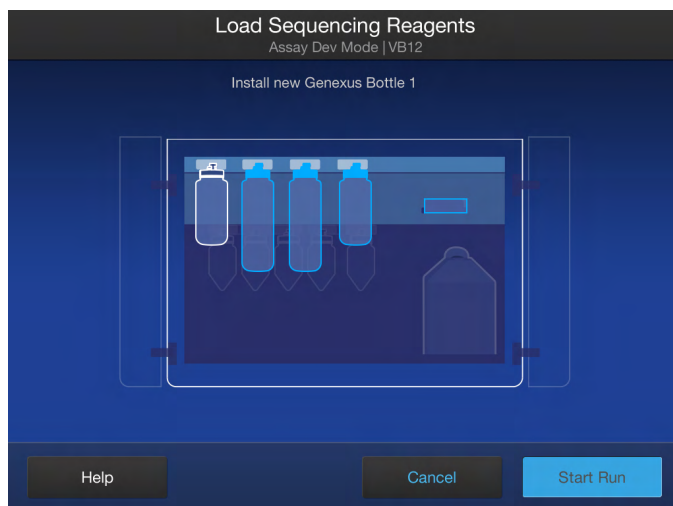 Load Sequencing Reagents
Assay Dev Mode | VB12
Install new Genexus Bottle 1
Help
Cancel
Start Run